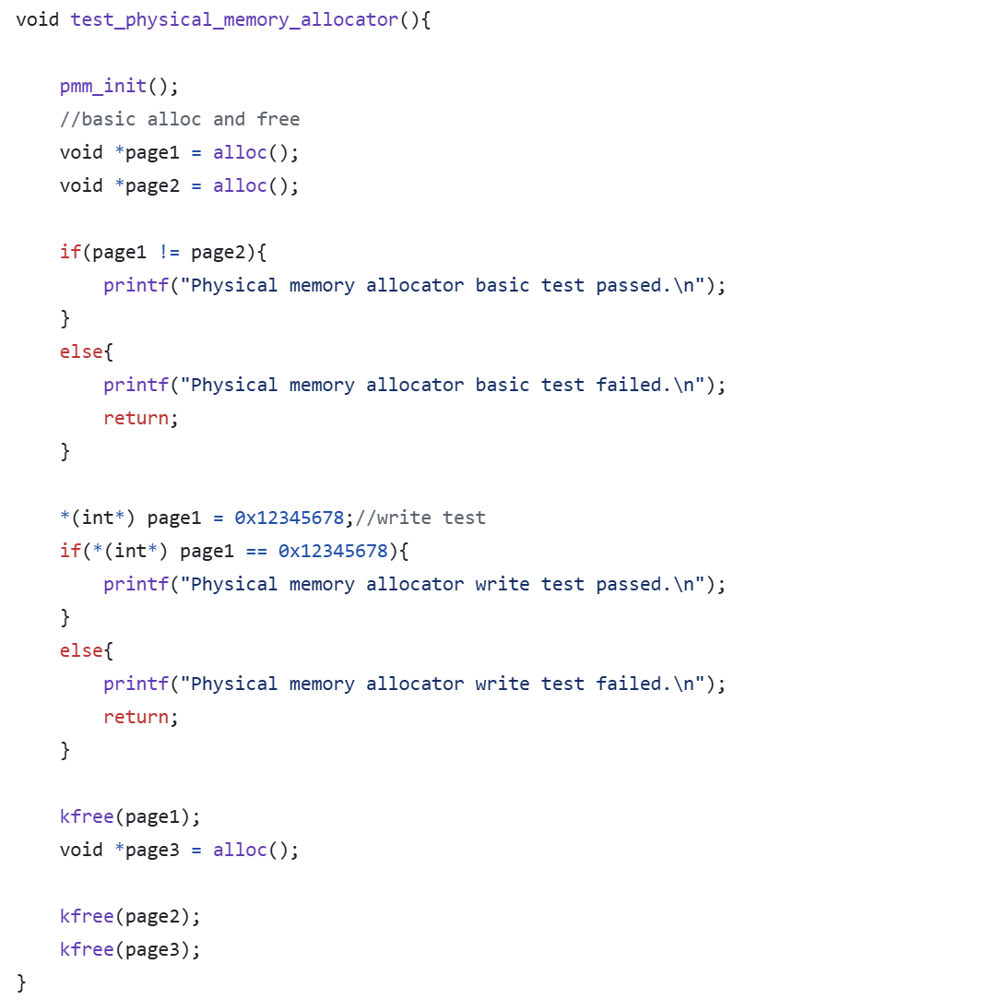 void test_physical_memory_allocator(){
    pmm_init();
    //basic alloc and free
    void *page1 = alloc();
    void *page2 = alloc();
    if(page1 != page2){
        printf("Physical memory allocator basic test passed.\n");
    }
    else{
        printf("Physical memory allocator basic test failed.\n");
        return;
    }
    *(int*) page1 = 0x12345678;//write test
    if(*(int*) page1 == 0x12345678){
        printf("Physical memory allocator write test passed.\n");
    }
    else{
        printf("Physical memory allocator write test failed.\n");
        return;
    }
    kfree(page1);
    void *page3 = alloc();
    kfree(page2);
    kfree(page3);
}